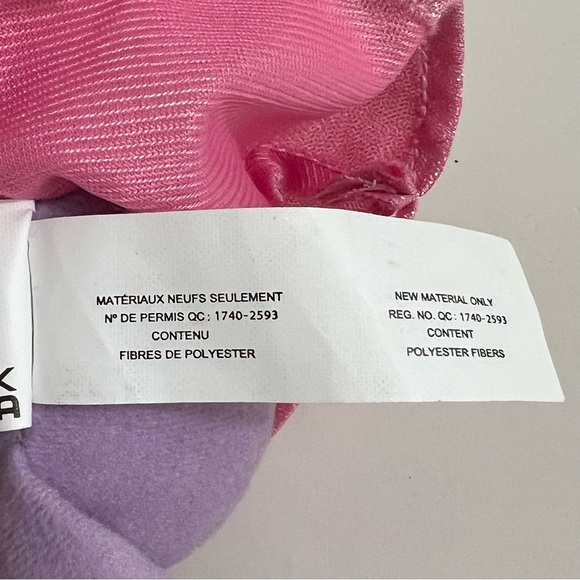 MATÉRIAUX NEUFS SEULEMENT
Nº DE PERMIS QC : 1740-2593
CONTENU
FIBRES DE POLYESTER
NEW MATERIAL ONLY
REG. NO. QC : 1740-2593
CONTENT
POLYESTER FIBERS